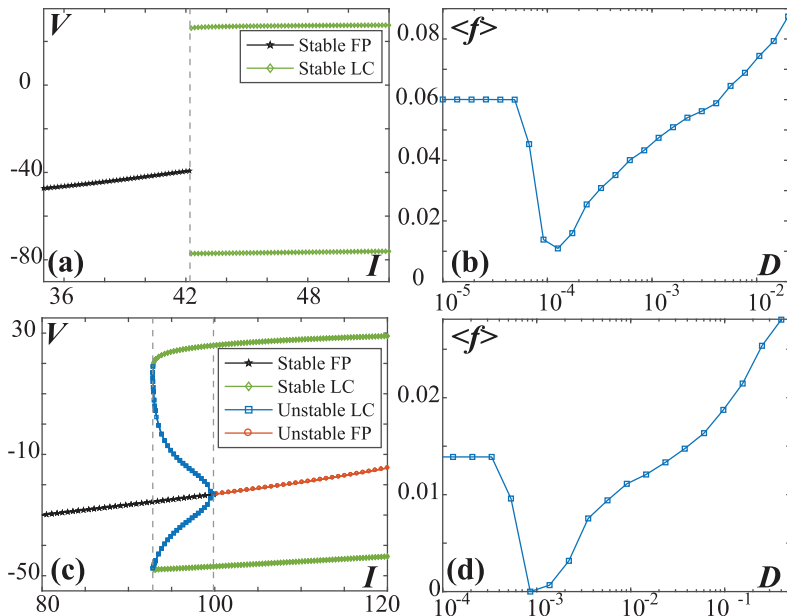 V
Stable FP
Stable LC
0
-40
-80
36
42
48
(a)
I
<f>
0.08
0.06
0.04
0.02
0
10^-5
10^-4
10^-3
10^-2
(b)
D
V
30
-10
-50
Stable FP
Stable LC
Unstable LC
Unstable FP
80
100
120
(c)
I
<f>
0.02
0.01
0
10^-4
10^-3
10^-2
10^-1
(d)
D